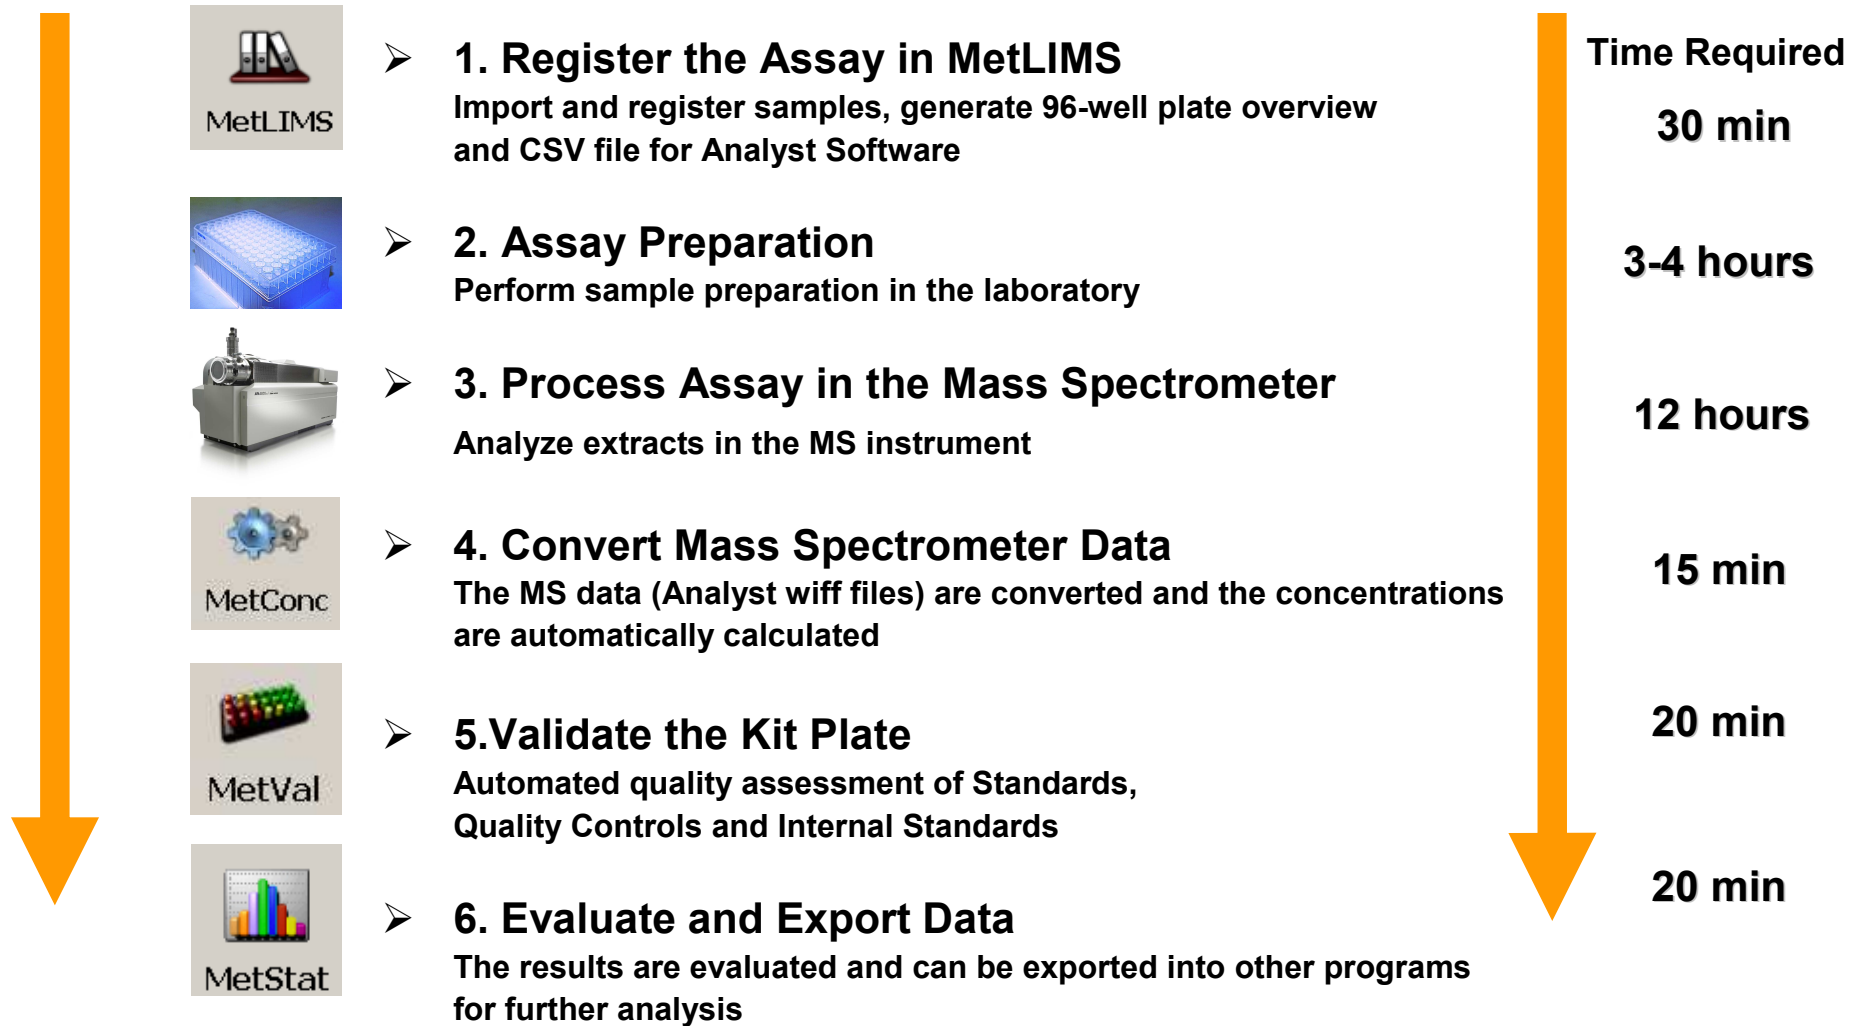 Time Required
MetLIMS
➢ 1. Register the Assay in MetLIMS
Import and register samples, generate 96-well plate overview
and CSV file for Analyst Software
30 min
➢ 2. Assay Preparation
Perform sample preparation in the laboratory
3-4 hours
➢ 3. Process Assay in the Mass Spectrometer
Analyze extracts in the MS instrument
12 hours
MetConc
➢ 4. Convert Mass Spectrometer Data
The MS data (Analyst wiff files) are converted and the concentrations
are automatically calculated
15 min
MetVal
➢ 5.Validate the Kit Plate
Automated quality assessment of Standards,
Quality Controls and Internal Standards
20 min
MetStat
➢ 6. Evaluate and Export Data
The results are evaluated and can be exported into other programs
for further analysis
20 min